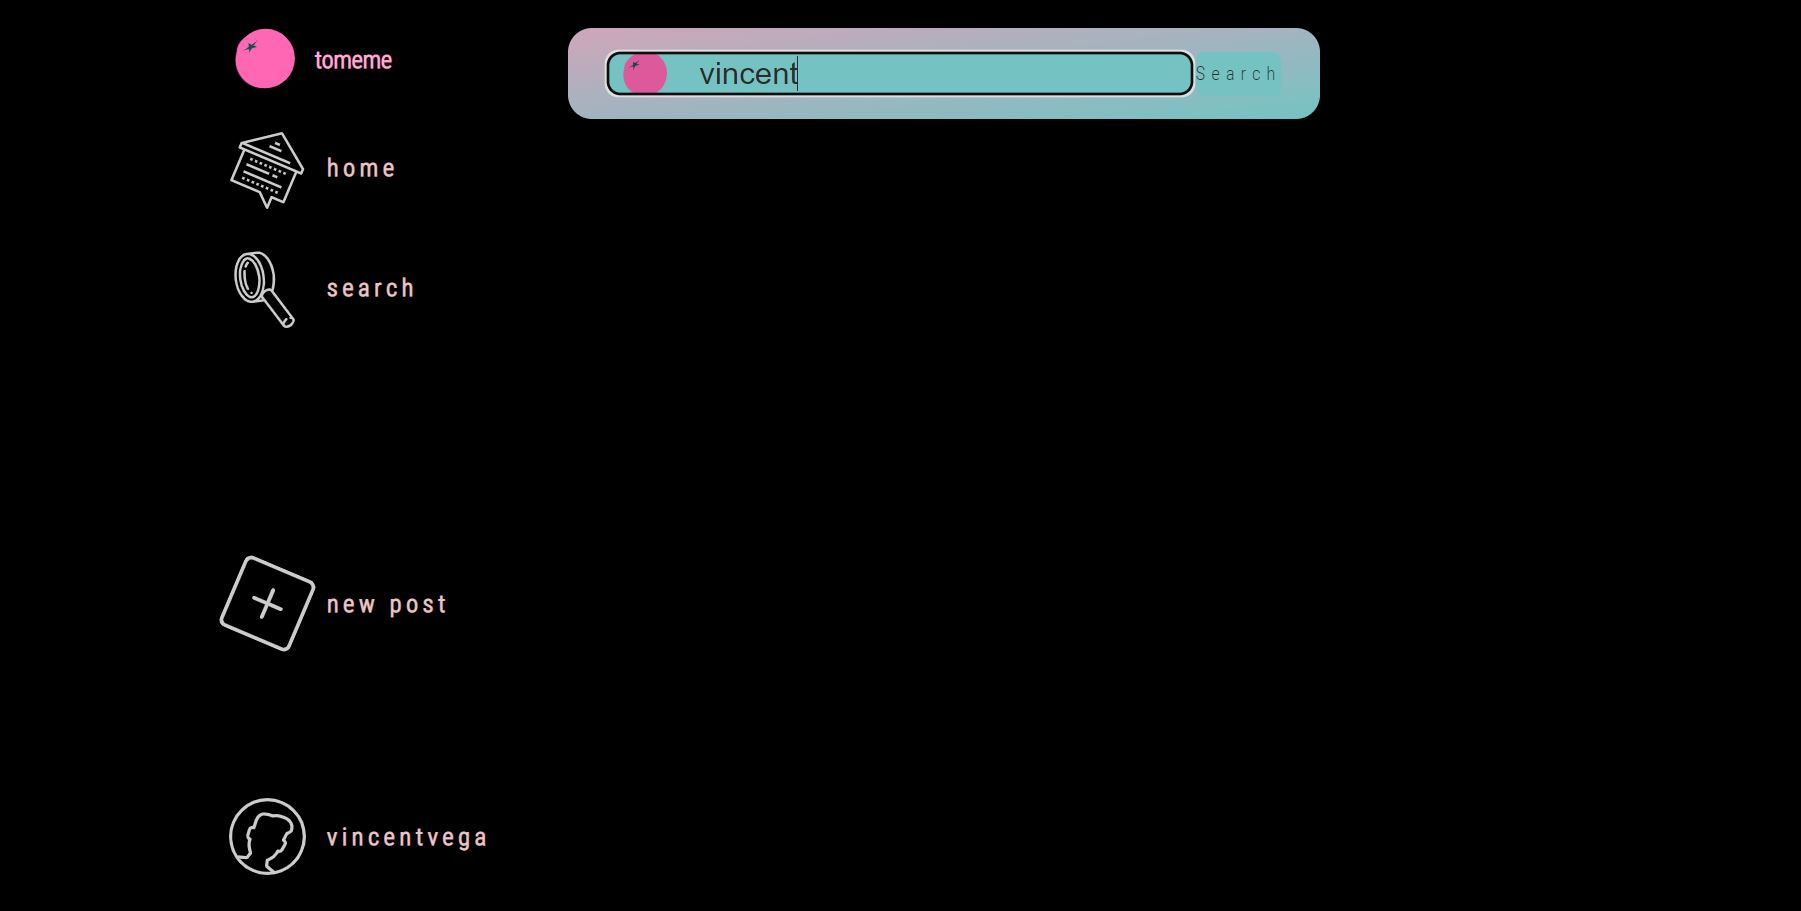 tomeme
vincent
Search
home
search
new post
vincentvega